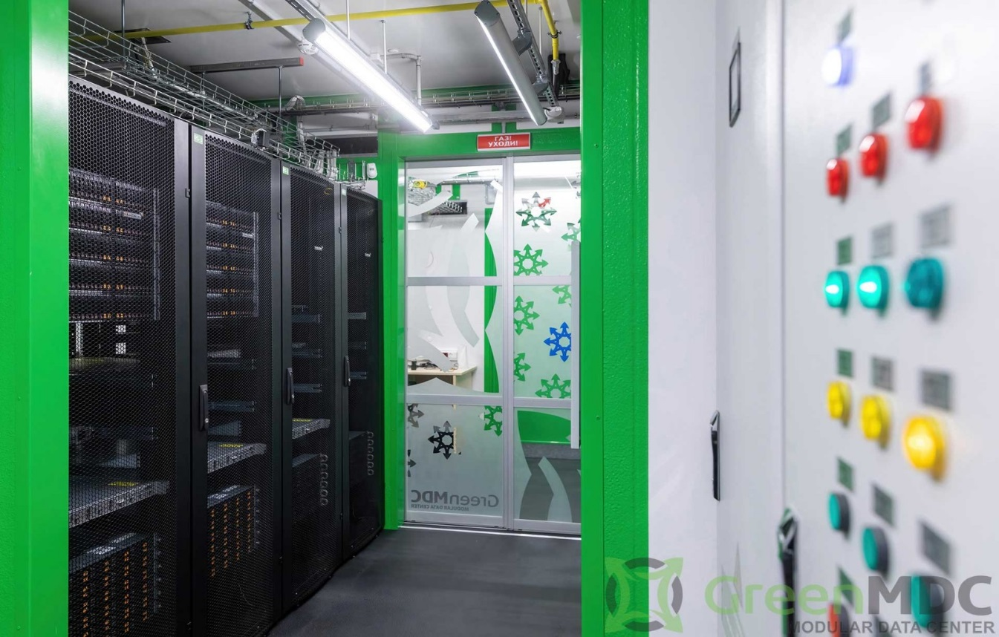 ГАЗ!
УХОДИ!
GreenMDC
MODULAR DATA CENTER
GreenMDC
MODULAR DATA CENTER